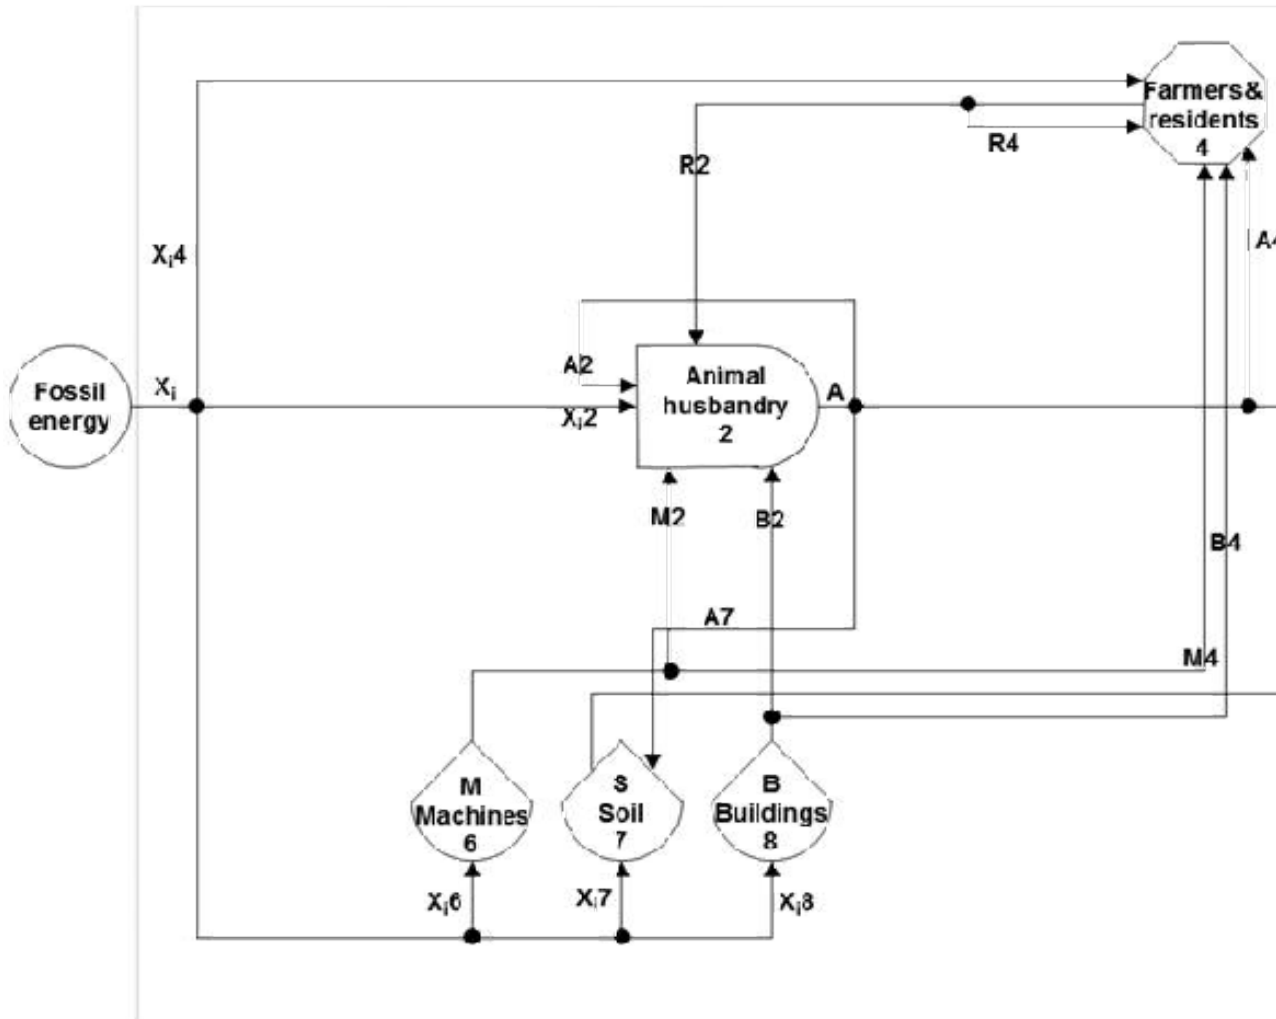 Farmers&
residents
4
R4
R2
Xi4
A4
A2
Animal
husbandry
2
A
Fossil
energy
Xi
Xi2
M2
B2
B4
A7
M4
M
Machines
6
S
Soil
7
B
Buildings
8
Xi6
Xi7
Xi8